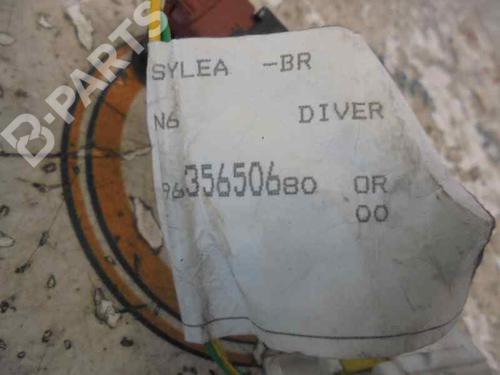 B-PARTS
SYLEA -BR
N6 DIVER
9635650680 OR
00